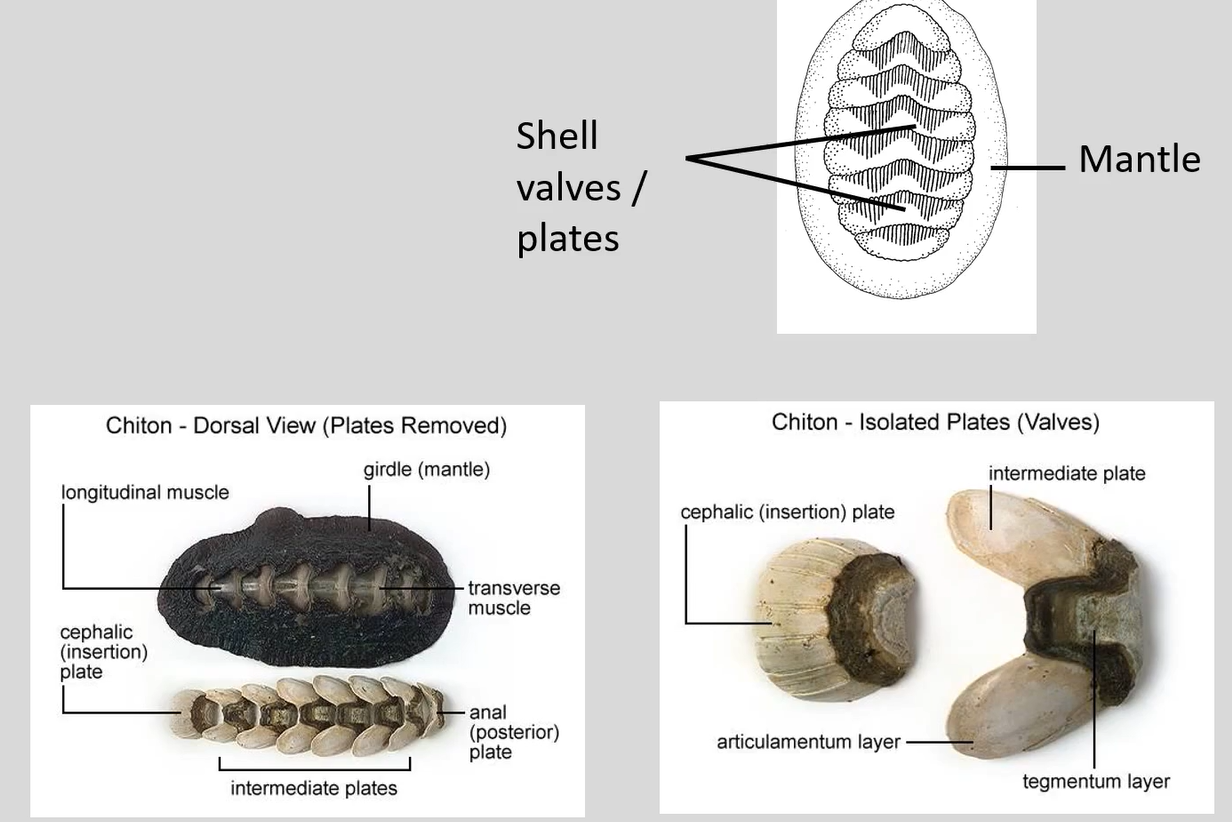 Shell
valves /
plates
Mantle
Chiton - Dorsal View (Plates Removed)
girdle (mantle)
longitudinal muscle
transverse
muscle
cephalic
(insertion)
plate
anal
(posterior)
plate
intermediate plates
Chiton - Isolated Plates (Valves)
intermediate plate
cephalic (insertion) plate
articulamentum layer
tegmentum layer